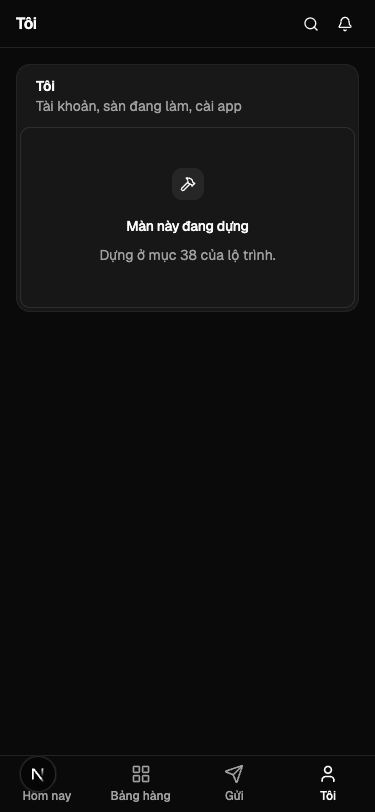 Tôi
Tôi
Tài khoản, sàn đang làm, cài app
Màn này đang dựng
Dựng ở mục 38 của lộ trình.
N
Hôm nay
Bảng hàng
Gửi
Tôi